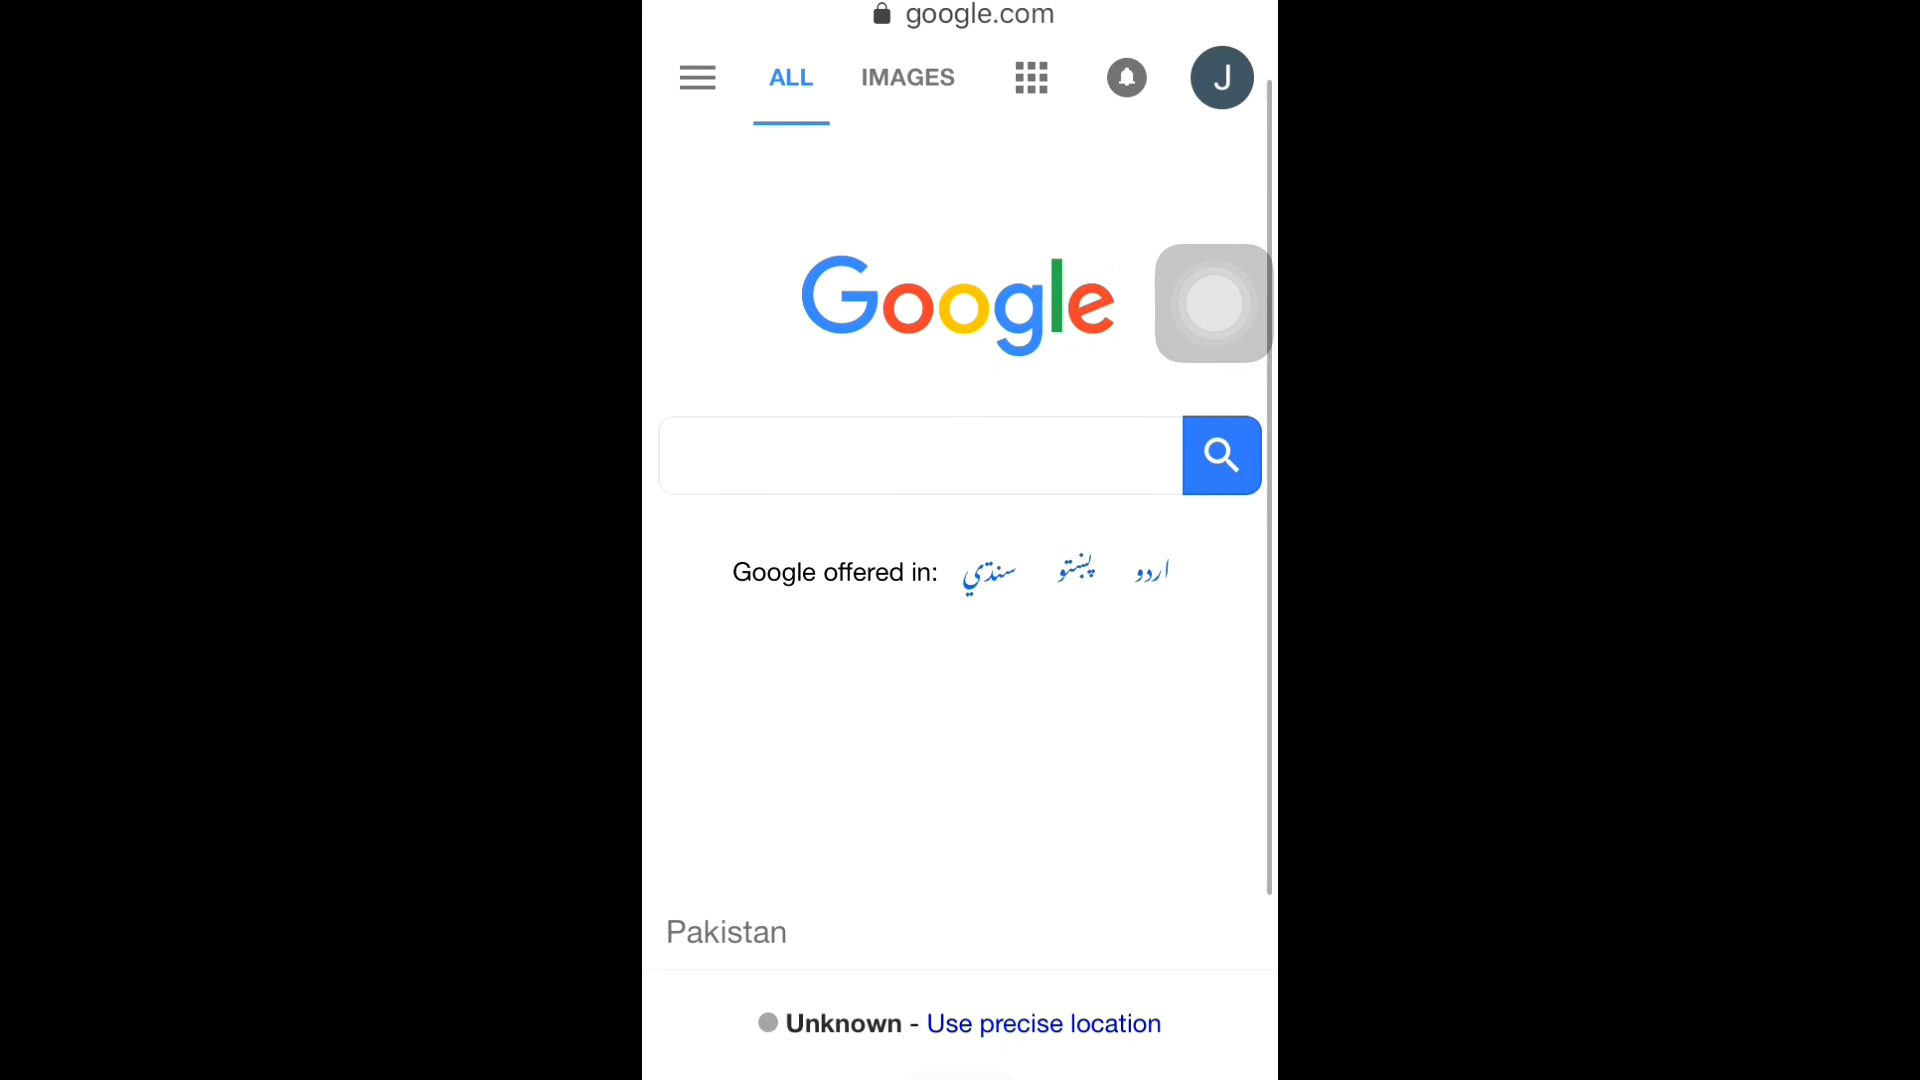 google.com
ALL IMAGES J
Google
Google offered in: سنڌي پښتو اردو
Pakistan
Unknown - Use precise location